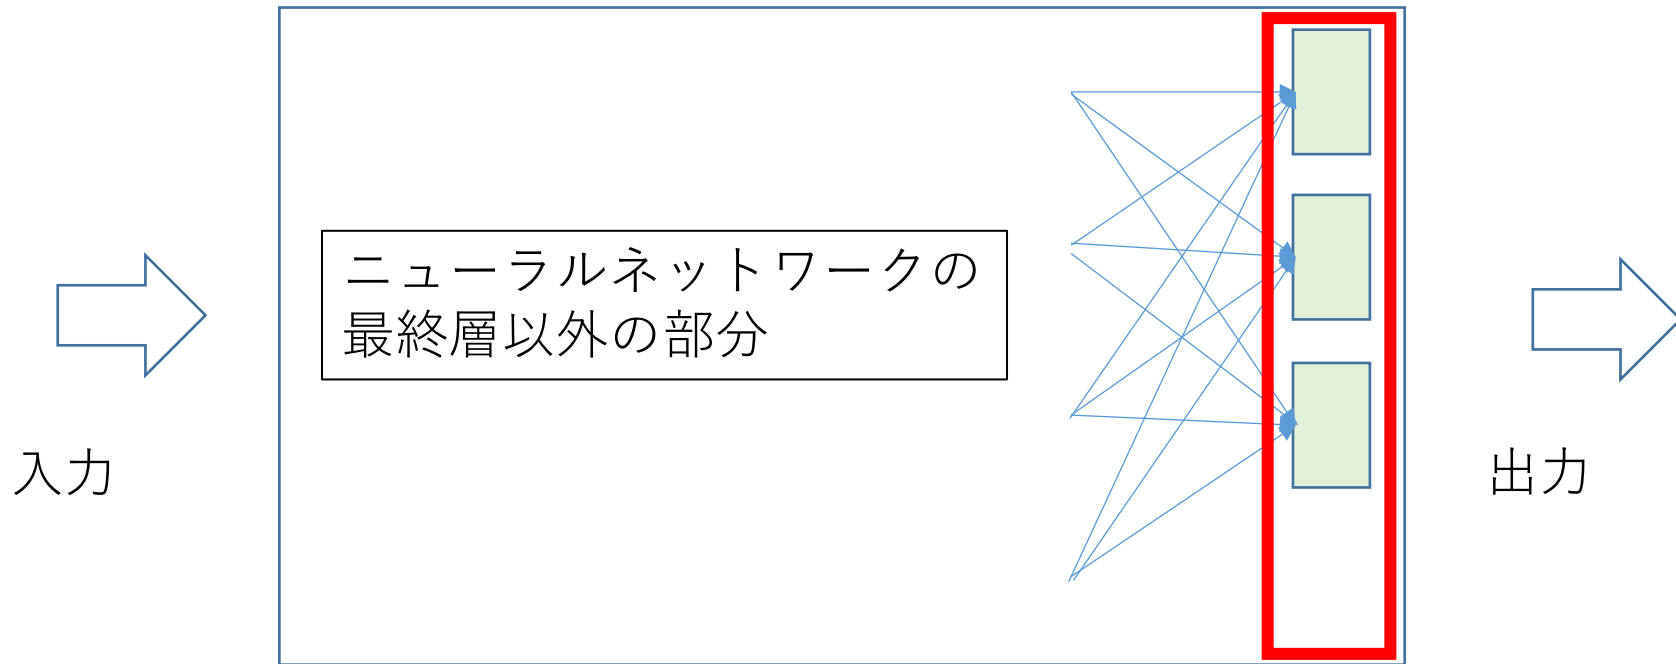 ニューラルネットワークの
最終層以外の部分
入力
出力